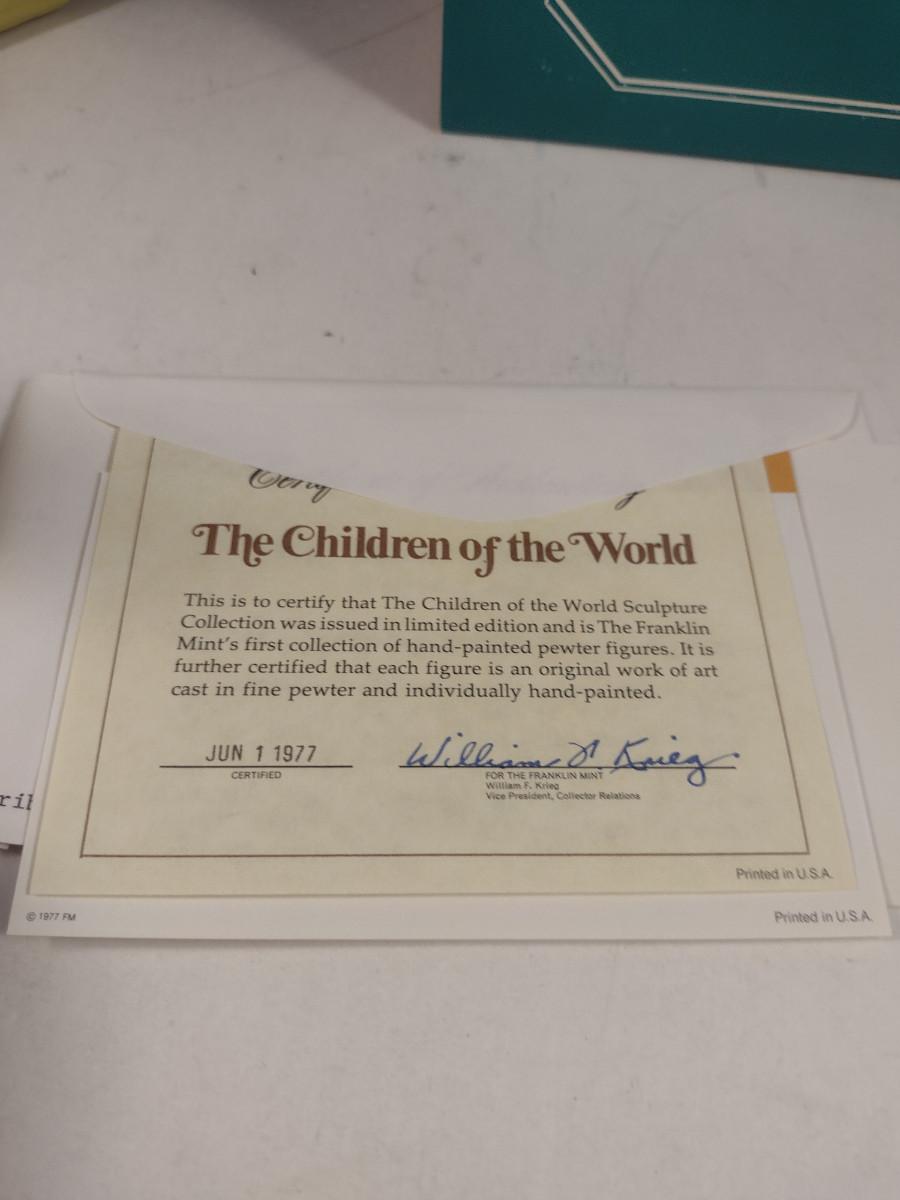 The Children of the World
This is to certify that The Children of the World Sculpture
Collection was issued in limited edition and is The Franklin
Mint's first collection of hand-painted pewter figures. It is
further certified that each figure is an original work of art
cast in fine pewter and individually hand-painted.
JUN 1 1977
CERTIFIED
William F. Krieg
FOR THE FRANKLIN MINT
William F. Krieg
Vice President, Collector Relations
Printed in U.S.A.
© 1977 FM
Printed in U.S.A.